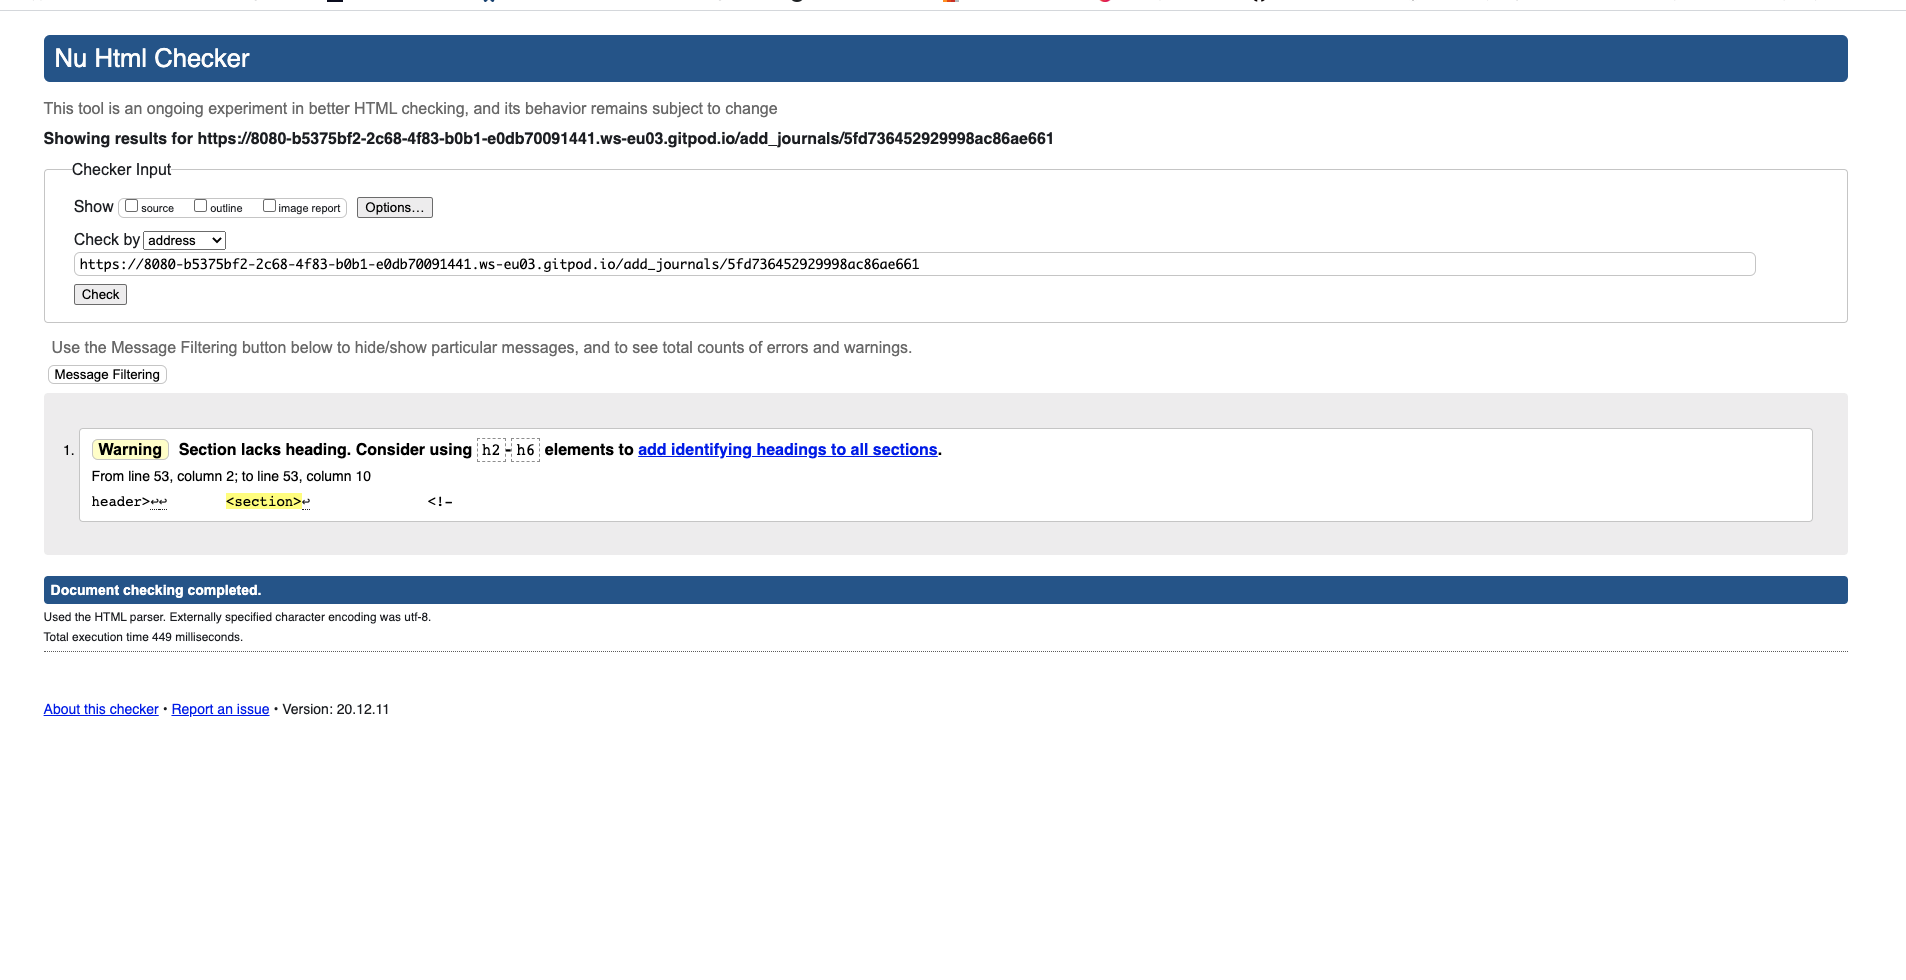 Nu Html Checker
This tool is an ongoing experiment in better HTML checking, and its behavior remains subject to change
Showing results for https://8080-b5375bf2-2c68-4f83-b0b1-e0db70091441.ws-eu03.gitpod.io/add_journals/5fd736452929998ac86ae661
Checker Input
Show source outline image report Options...
Check by address
https://8080-b5375bf2-2c68-4f83-b0b1-e0db70091441.ws-eu03.gitpod.io/add_journals/5fd736452929998ac86ae661
Check
Use the Message Filtering button below to hide/show particular messages, and to see total counts of errors and warnings.
Message Filtering
1. Warning Section lacks heading. Consider using h2-h6 elements to add identifying headings to all sections.
From line 53, column 2; to line 53, column 10
header>↩↩ <section>↩ <!–
Document checking completed.
Used the HTML parser. Externally specified character encoding was utf-8.
Total execution time 449 milliseconds.
About this checker • Report an issue • Version: 20.12.11